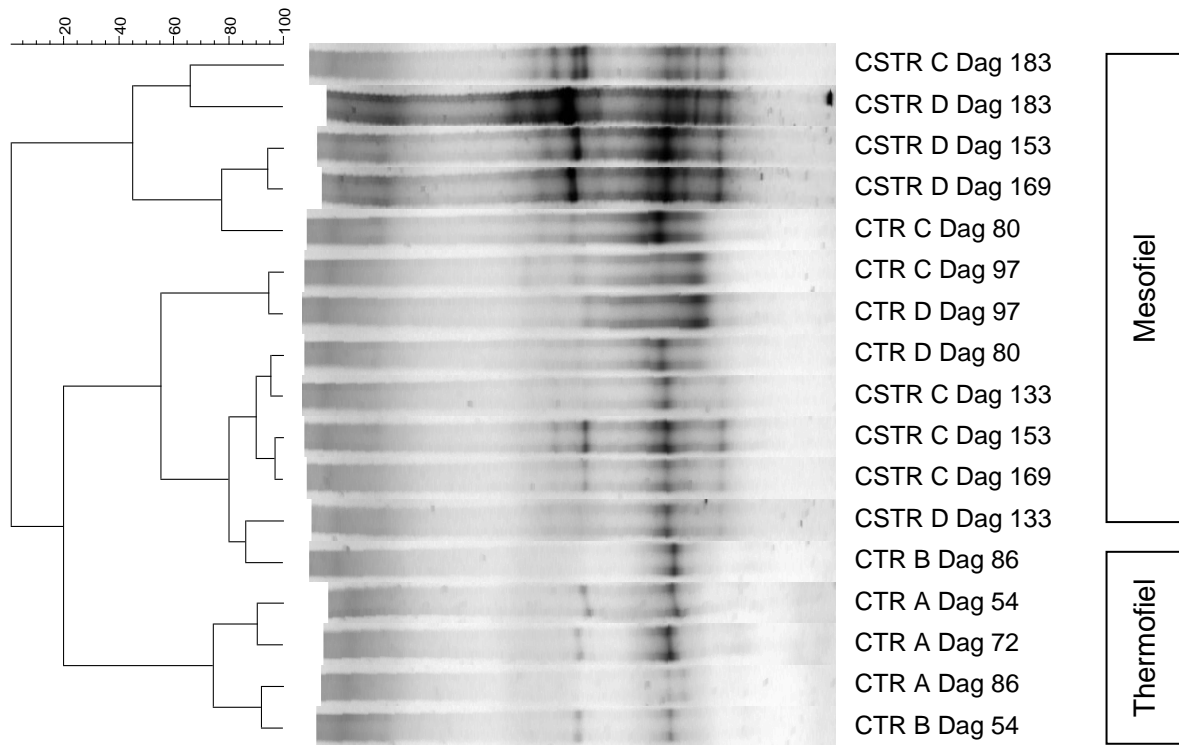 20 40 60 80 100
CSTR C Dag 183
CSTR D Dag 183
CSTR D Dag 153
CSTR D Dag 169
CTR C Dag 80
CTR C Dag 97
CTR D Dag 97
CTR D Dag 80
CSTR C Dag 133
CSTR C Dag 153
CSTR C Dag 169
CSTR D Dag 133
CTR B Dag 86
CTR A Dag 54
CTR A Dag 72
CTR A Dag 86
CTR B Dag 54
Mesofiel
Thermofiel